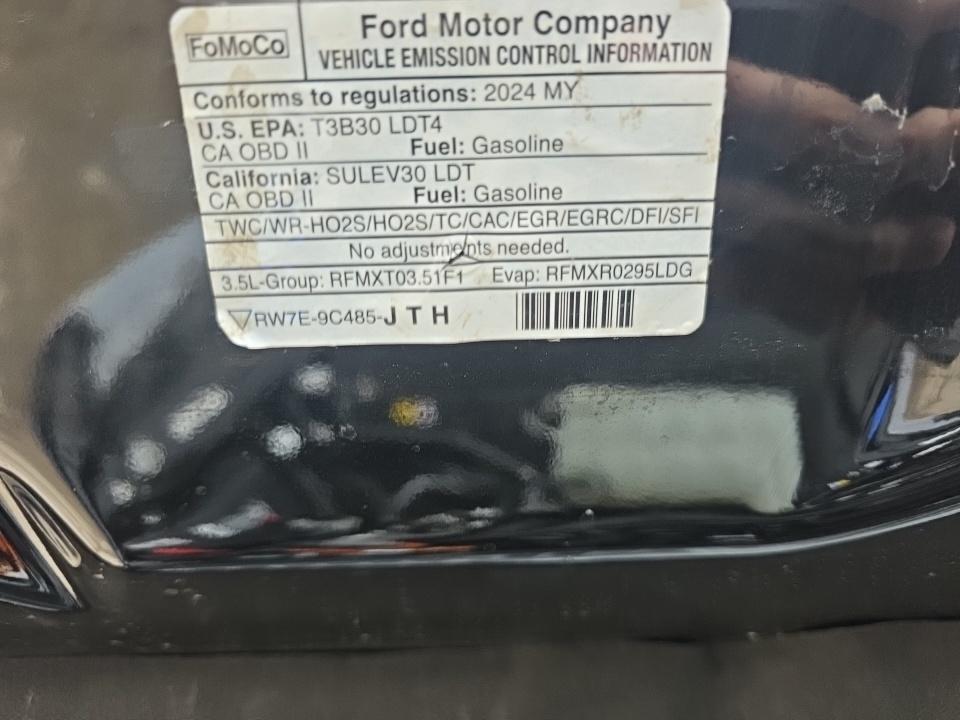 FoMoCo
Ford Motor Company
VEHICLE EMISSION CONTROL INFORMATION
Conforms to regulations: 2024 MY
U.S. EPA: T3B30 LDT4
CA OBD II Fuel: Gasoline
California: SULEV30 LDT
CA OBD II Fuel: Gasoline
TWC/WR-HO2S/HO2S/TC/CAC/EGR/EGRC/DFI/SFI
No adjustments needed.
3.5L-Group: RFMXT03.51F1 Evap: RFMXR0295LDG
RW7E-9C485-J T H